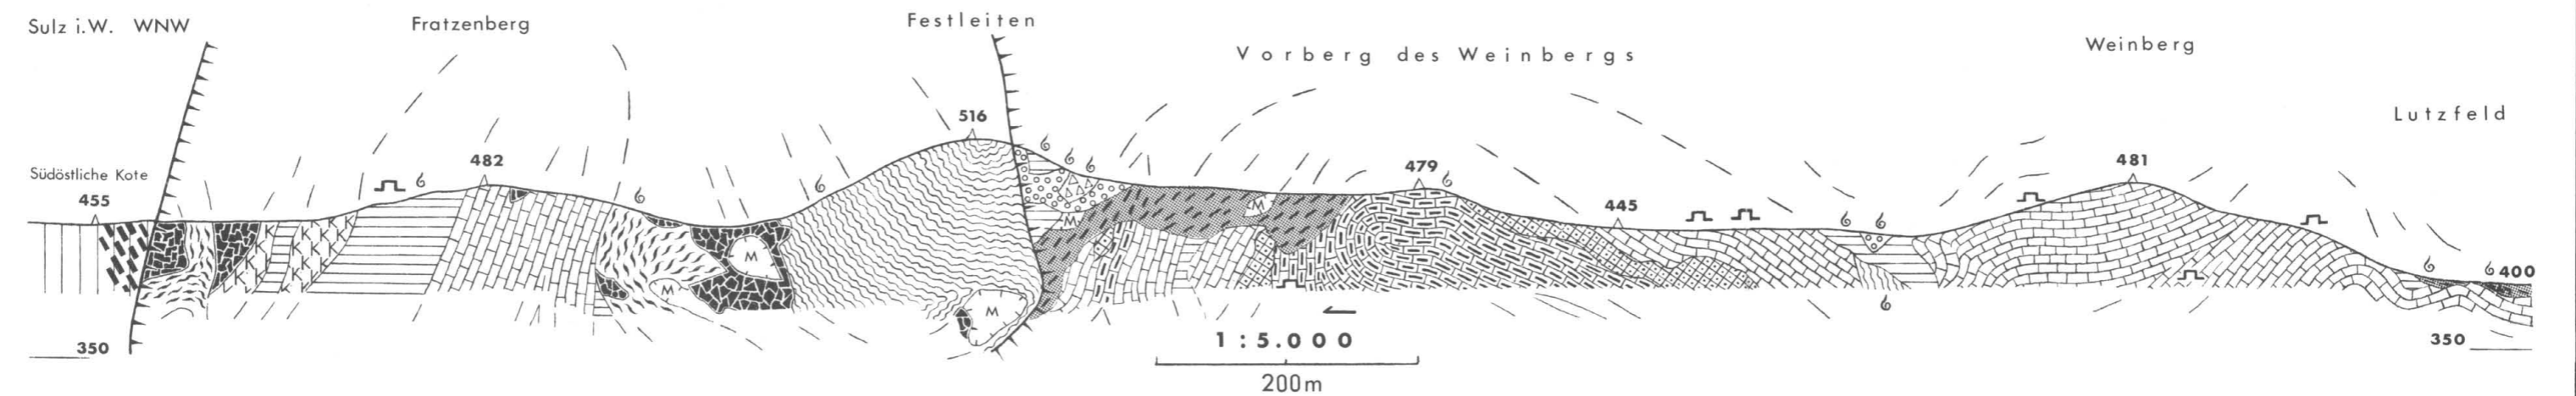 Sulz i.W. WNW
Fratzenberg
Festleiten
Vorberg des Weinbergs
Weinberg
Lutzfeld
Südöstliche Kote
455
482
516
479
445
481
400
M
M
M
M
M
K K K K K
350
1:5.000
350
200m